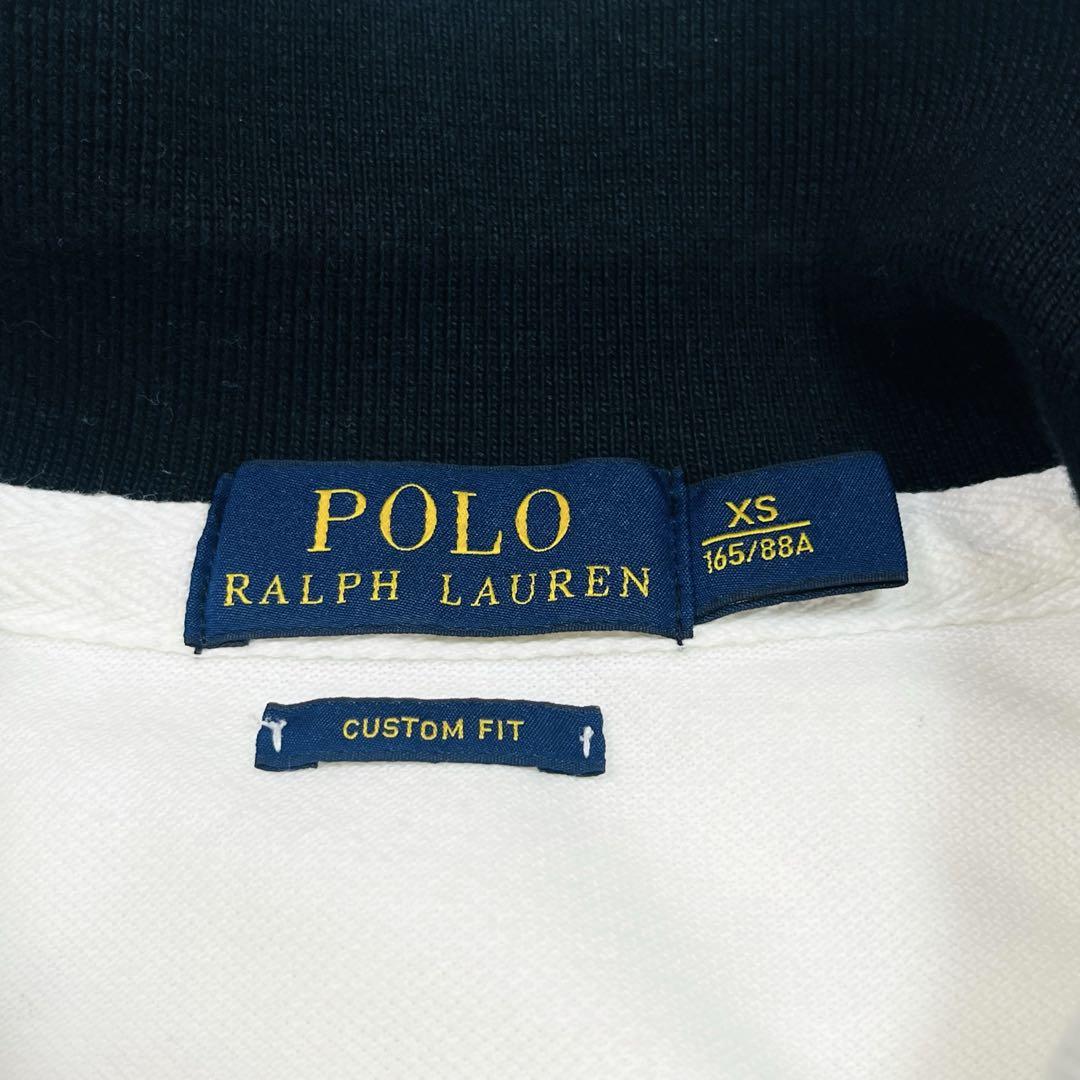 POLO
RALPH LAUREN
XS
165/88A
CUSTOM FIT